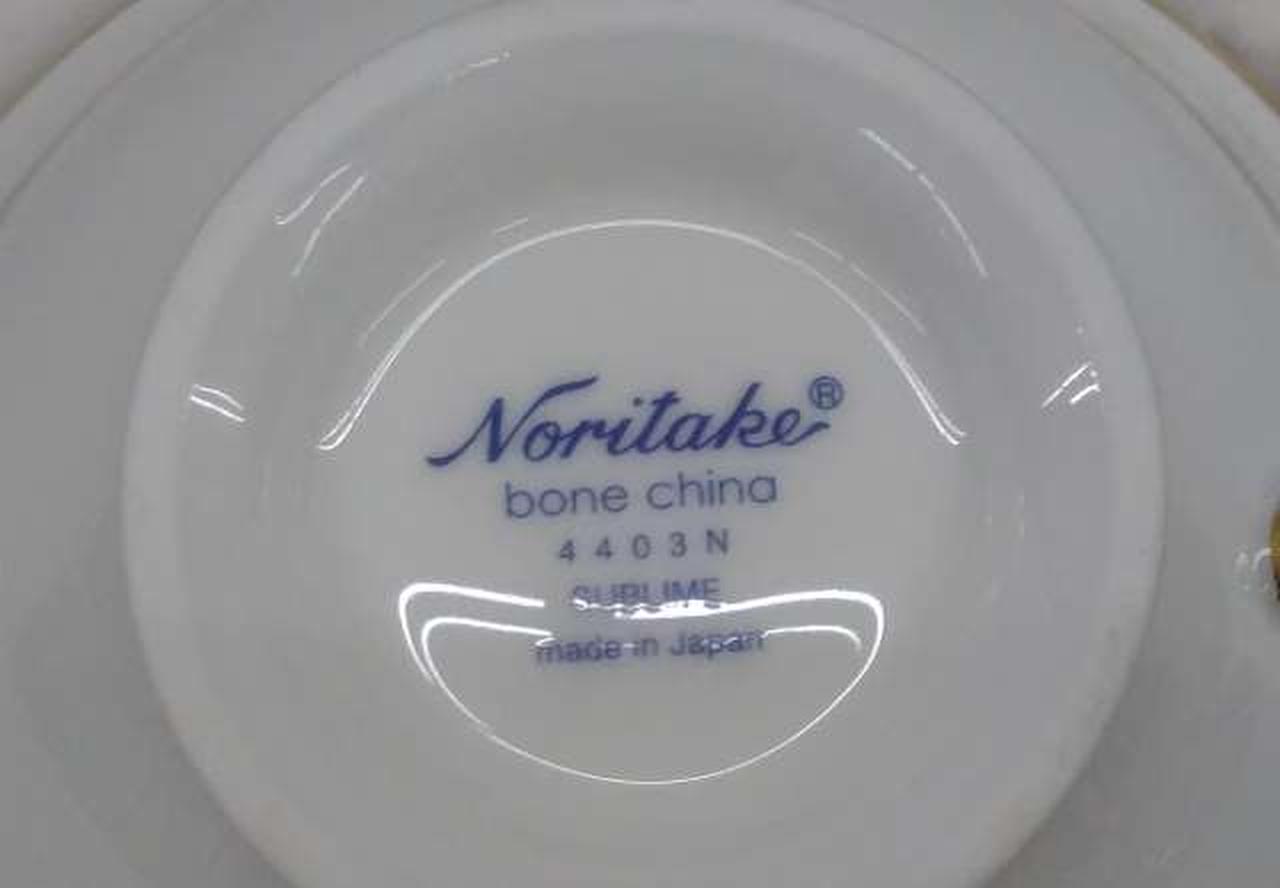 Noritake®
bone china
4403N
SUBLIME
made in Japan